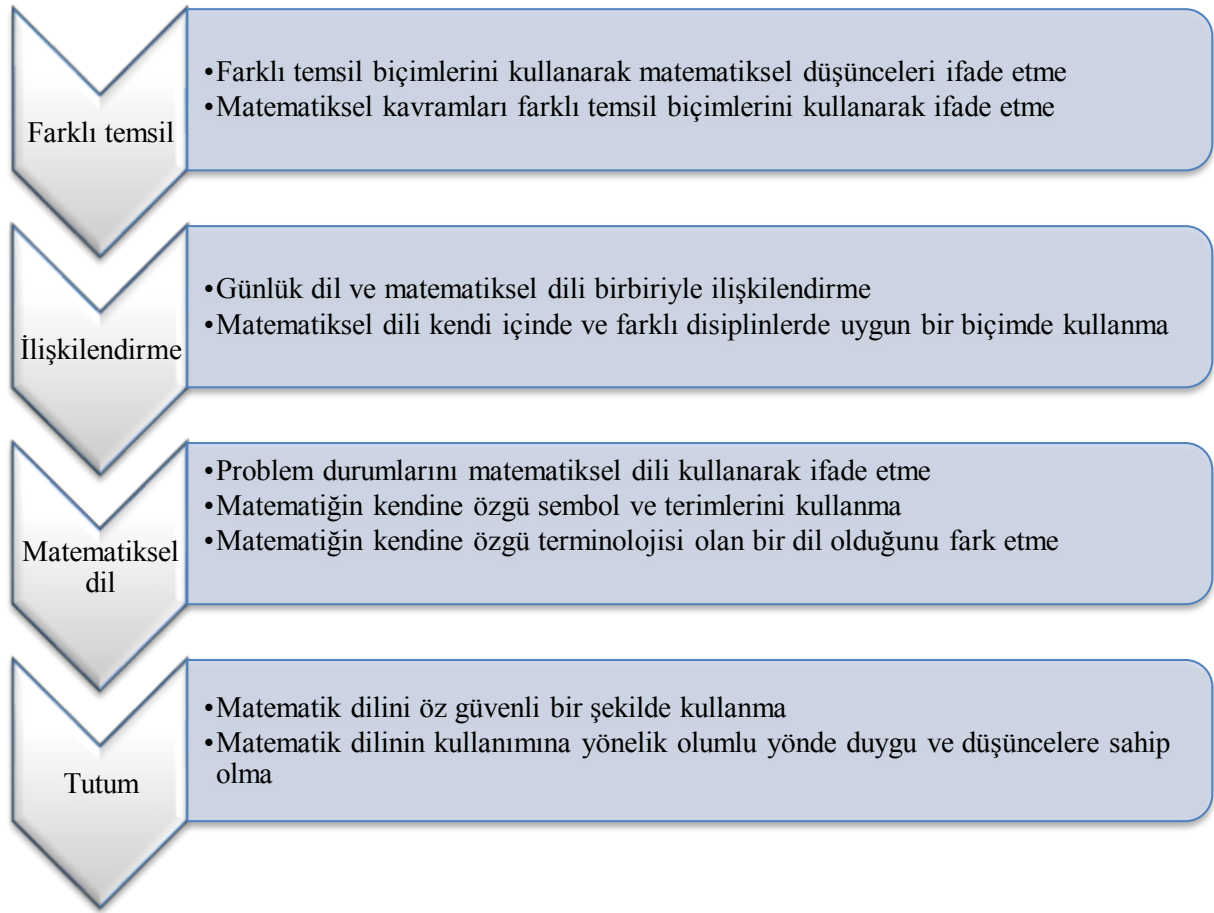 Farklı temsil
•Farklı temsil biçimlerini kullanarak matematiksel düşünceleri ifade etme
•Matematiksel kavramları farklı temsil biçimlerini kullanarak ifade etme
İlişkilendirme
•Günlük dil ve matematiksel dili birbiriyle ilişkilendirme
•Matematiksel dili kendi içinde ve farklı disiplinlerde uygun bir biçimde kullanma
Matematiksel
dil
•Problem durumlarını matematiksel dili kullanarak ifade etme
•Matematiğin kendine özgü sembol ve terimlerini kullanma
•Matematiğin kendine özgü terminolojisi olan bir dil olduğunu fark etme
Tutum
•Matematik dilini öz güvenli bir şekilde kullanma
•Matematik dilinin kullanımına yönelik olumlu yönde duygu ve düşüncelere sahip
olma